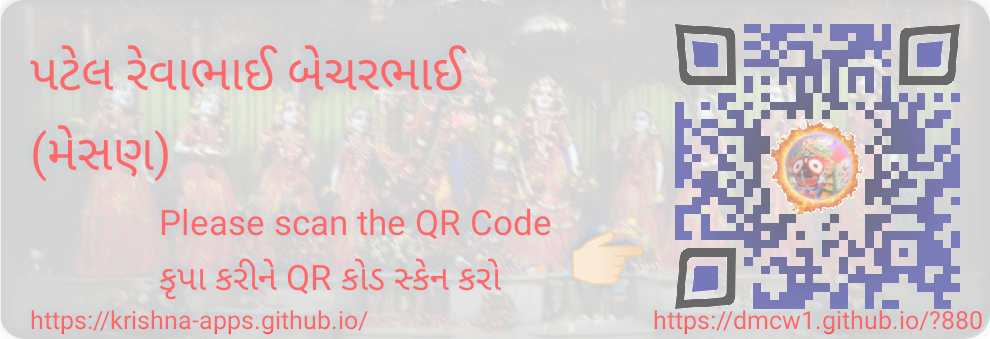 પટેલ રેવાભાઈ બેચરભાઈ
(મેસણ)
Please scan the QR Code
કૃપા કરીને QR કોડ સ્કેન કરો
https://krishna-apps.github.io/
https://dmcw1.github.io/?880